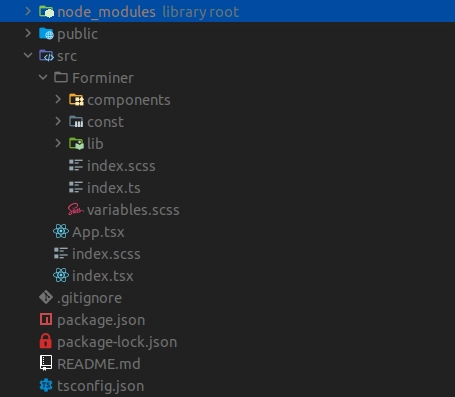 node_modules library root
public
src
Forminer
components
const
lib
index.scss
index.ts
variables.scss
App.tsx
index.scss
index.tsx
.gitignore
package.json
package-lock.json
README.md
tsconfig.json